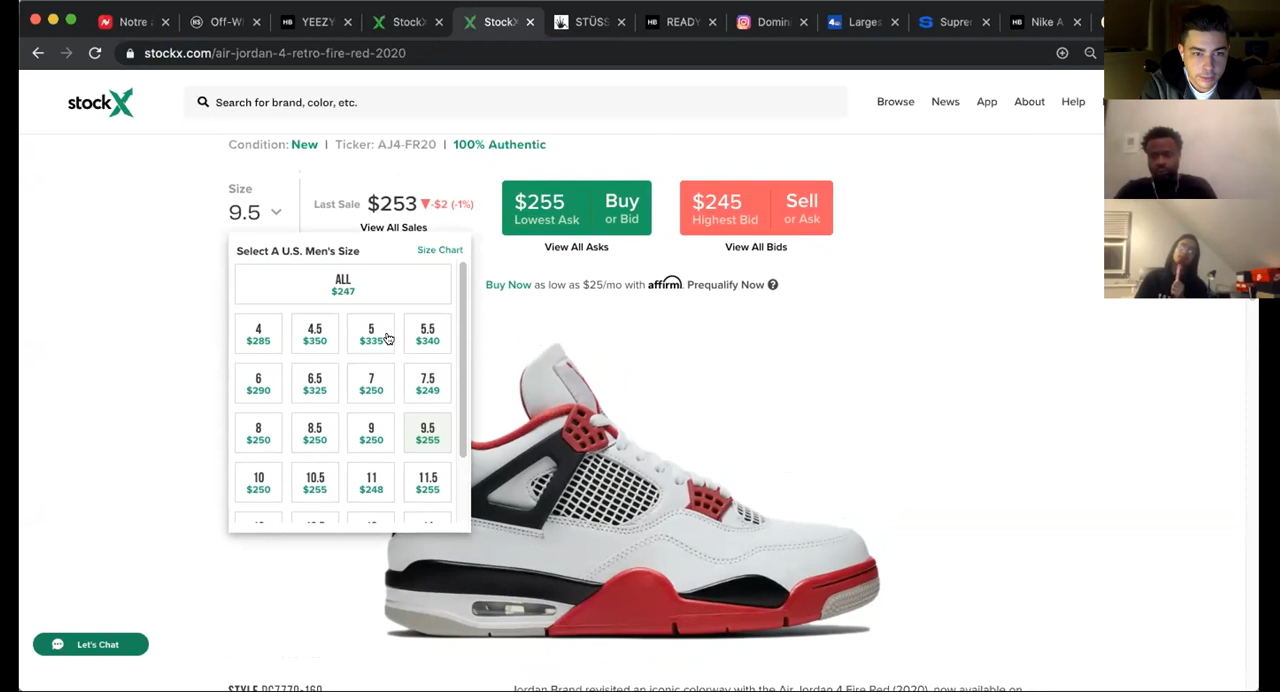 Notre
Off-W
YEEZY
StockX
StockX
STÜSS
READY
Domini
Larges
Suprem
Nike A
stockx.com/air-jordan-4-retro-fire-red-2020
stockX
Search for brand, color, etc.
Browse News App About Help
Condition: New | Ticker: AJ4-FR20 | 100% Authentic
Size
9.5
Last Sale $253 ▼-$2 (-1%)
View All Sales
$255 Buy
Lowest Ask or Bid
View All Asks
$245 Sell
Highest Bid or Ask
View All Bids
Select A U.S. Men's Size Size Chart
Buy Now as low as $25/mo with affirm. Prequalify Now
ALL
$247
4 4.5 5 5.5
$285 $350 $335 $340
6 6.5 7 7.5
$290 $325 $250 $249
8 8.5 9 9.5
$250 $250 $250 $255
10 10.5 11 11.5
$250 $255 $248 $255
Let's Chat
Jordan Brand revisited an iconic colorway with the Air Jordan 4 Fire Red (2020), now available on